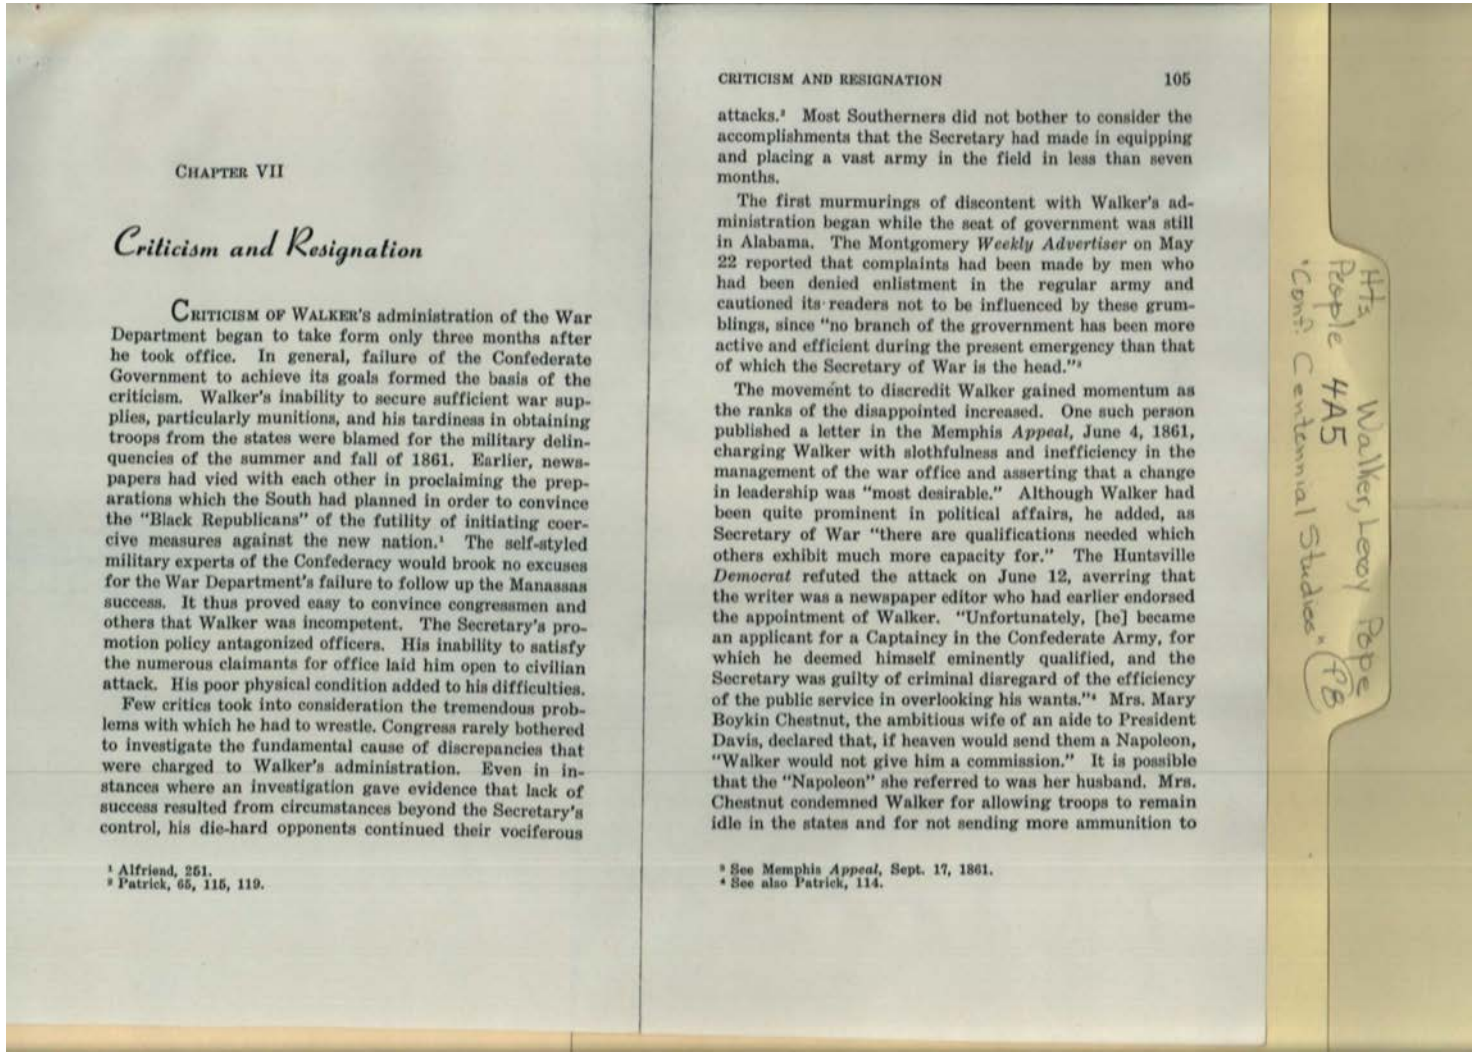 CHAPTER VII
Criticism and Resignation
CRITICISM OF WALKER's administration of the War
Department began to take form only three months after
he took office. In general, failure of the Confederate
Government to achieve its goals formed the basis of the
criticism. Walker's inability to secure sufficient war sup-
plies, particularly munitions, and his tardiness in obtaining
troops from the states were blamed for the military delin-
quencies of the summer and fall of 1861. Earlier, news-
papers had vied with each other in proclaiming the prep-
arations which the South had planned in order to convince
the "Black Republicans" of the futility of initiating coer-
cive measures against the new nation.¹ The self-styled
military experts of the Confederacy would brook no excuses
for the War Department's failure to follow up the Manassas
success. It thus proved easy to convince congressmen and
others that Walker was incompetent. The Secretary's pro-
motion policy antagonized officers. His inability to satisfy
the numerous claimants for office laid him open to civilian
attack. His poor physical condition added to his difficulties.
Few critics took into consideration the tremendous prob-
lems with which he had to wrestle. Congress rarely bothered
to investigate the fundamental cause of discrepancies that
were charged to Walker's administration. Even in in-
stances where an investigation gave evidence that lack of
success resulted from circumstances beyond the Secretary's
control, his die-hard opponents continued their vociferous
¹ Alfriend, 251.
² Patrick, 65, 115, 119.
CRITICISM AND RESIGNATION 105
attacks.² Most Southerners did not bother to consider the
accomplishments that the Secretary had made in equipping
and placing a vast army in the field in less than seven
months.
The first murmurings of discontent with Walker's ad-
ministration began while the seat of government was still
in Alabama. The Montgomery Weekly Advertiser on May
22 reported that complaints had been made by men who
had been denied enlistment in the regular army and
cautioned its readers not to be influenced by these grum-
blings, since "no branch of the grovernment has been more
active and efficient during the present emergency than that
of which the Secretary of War is the head."³
The movement to discredit Walker gained momentum as
the ranks of the disappointed increased. One such person
published a letter in the Memphis Appeal, June 4, 1861,
charging Walker with slothfulness and inefficiency in the
management of the war office and asserting that a change
in leadership was "most desirable." Although Walker had
been quite prominent in political affairs, he added, as
Secretary of War "there are qualifications needed which
others exhibit much more capacity for." The Huntsville
Democrat refuted the attack on June 12, averring that
the writer was a newspaper editor who had earlier endorsed
the appointment of Walker. "Unfortunately, [he] became
an applicant for a Captaincy in the Confederate Army, for
which he deemed himself eminently qualified, and the
Secretary was guilty of criminal disregard of the efficiency
of the public service in overlooking his wants."⁴ Mrs. Mary
Boykin Chestnut, the ambitious wife of an aide to President
Davis, declared that, if heaven would send them a Napoleon,
"Walker would not give him a commission." It is possible
that the "Napoleon" she referred to was her husband. Mrs.
Chestnut condemned Walker for allowing troops to remain
idle in the states and for not sending more ammunition to
³ See Memphis Appeal, Sept. 17, 1861.
⁴ See also Patrick, 114.
Hts Walker, Leroy Pope
People 4A5
"Conf. Centennial Studies" P8